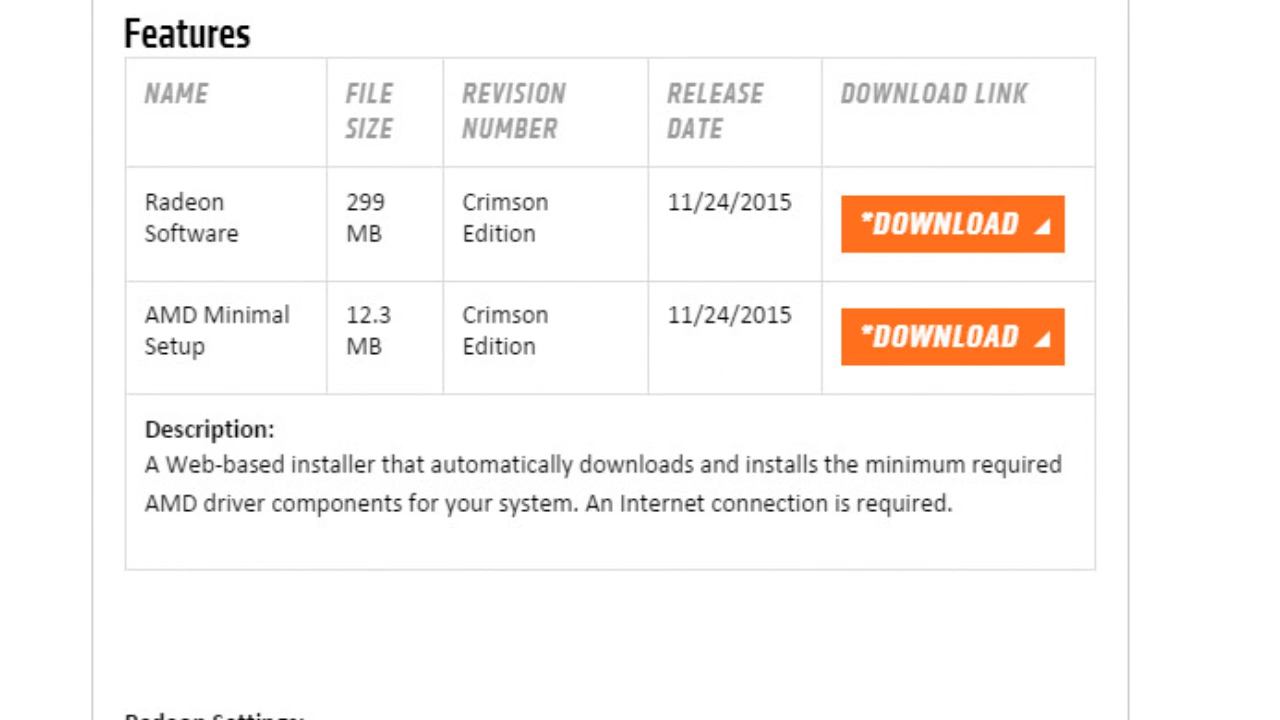 Features
NAME
FILE
SIZE
REVISION
NUMBER
RELEASE
DATE
DOWNLOAD LINK
Radeon
Software
299
MB
Crimson
Edition
11/24/2015
*DOWNLOAD
AMD Minimal
Setup
12.3
MB
Crimson
Edition
11/24/2015
*DOWNLOAD
Description:
A Web-based installer that automatically downloads and installs the minimum required
AMD driver components for your system. An Internet connection is required.
Radeon Settings: